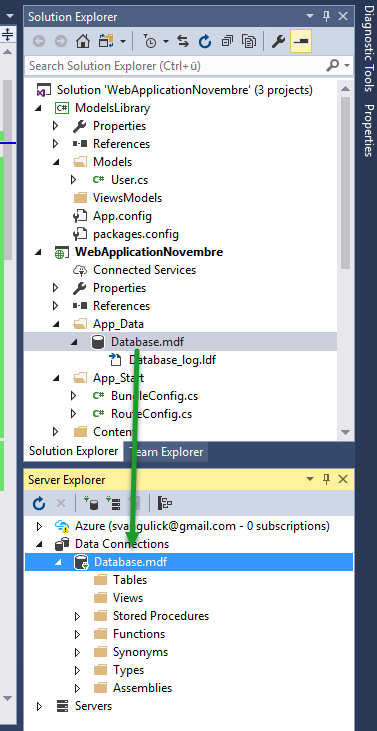 Solution Explorer
Search Solution Explorer (Ctrl+ü)
Solution 'WebApplicationNovembre' (3 projects)
ModelsLibrary
Properties
References
Models
User.cs
ViewsModels
App.config
packages.config
WebApplicationNovembre
Connected Services
Properties
References
App_Data
Database.mdf
Database_log.ldf
App_Start
BundleConfig.cs
RouteConfig.cs
Content
Solution Explorer Team Explorer
Server Explorer
Azure (svangulick@gmail.com - 0 subscriptions)
Data Connections
Database.mdf
Tables
Views
Stored Procedures
Functions
Synonyms
Types
Assemblies
Servers
Diagnostic Tools
Properties